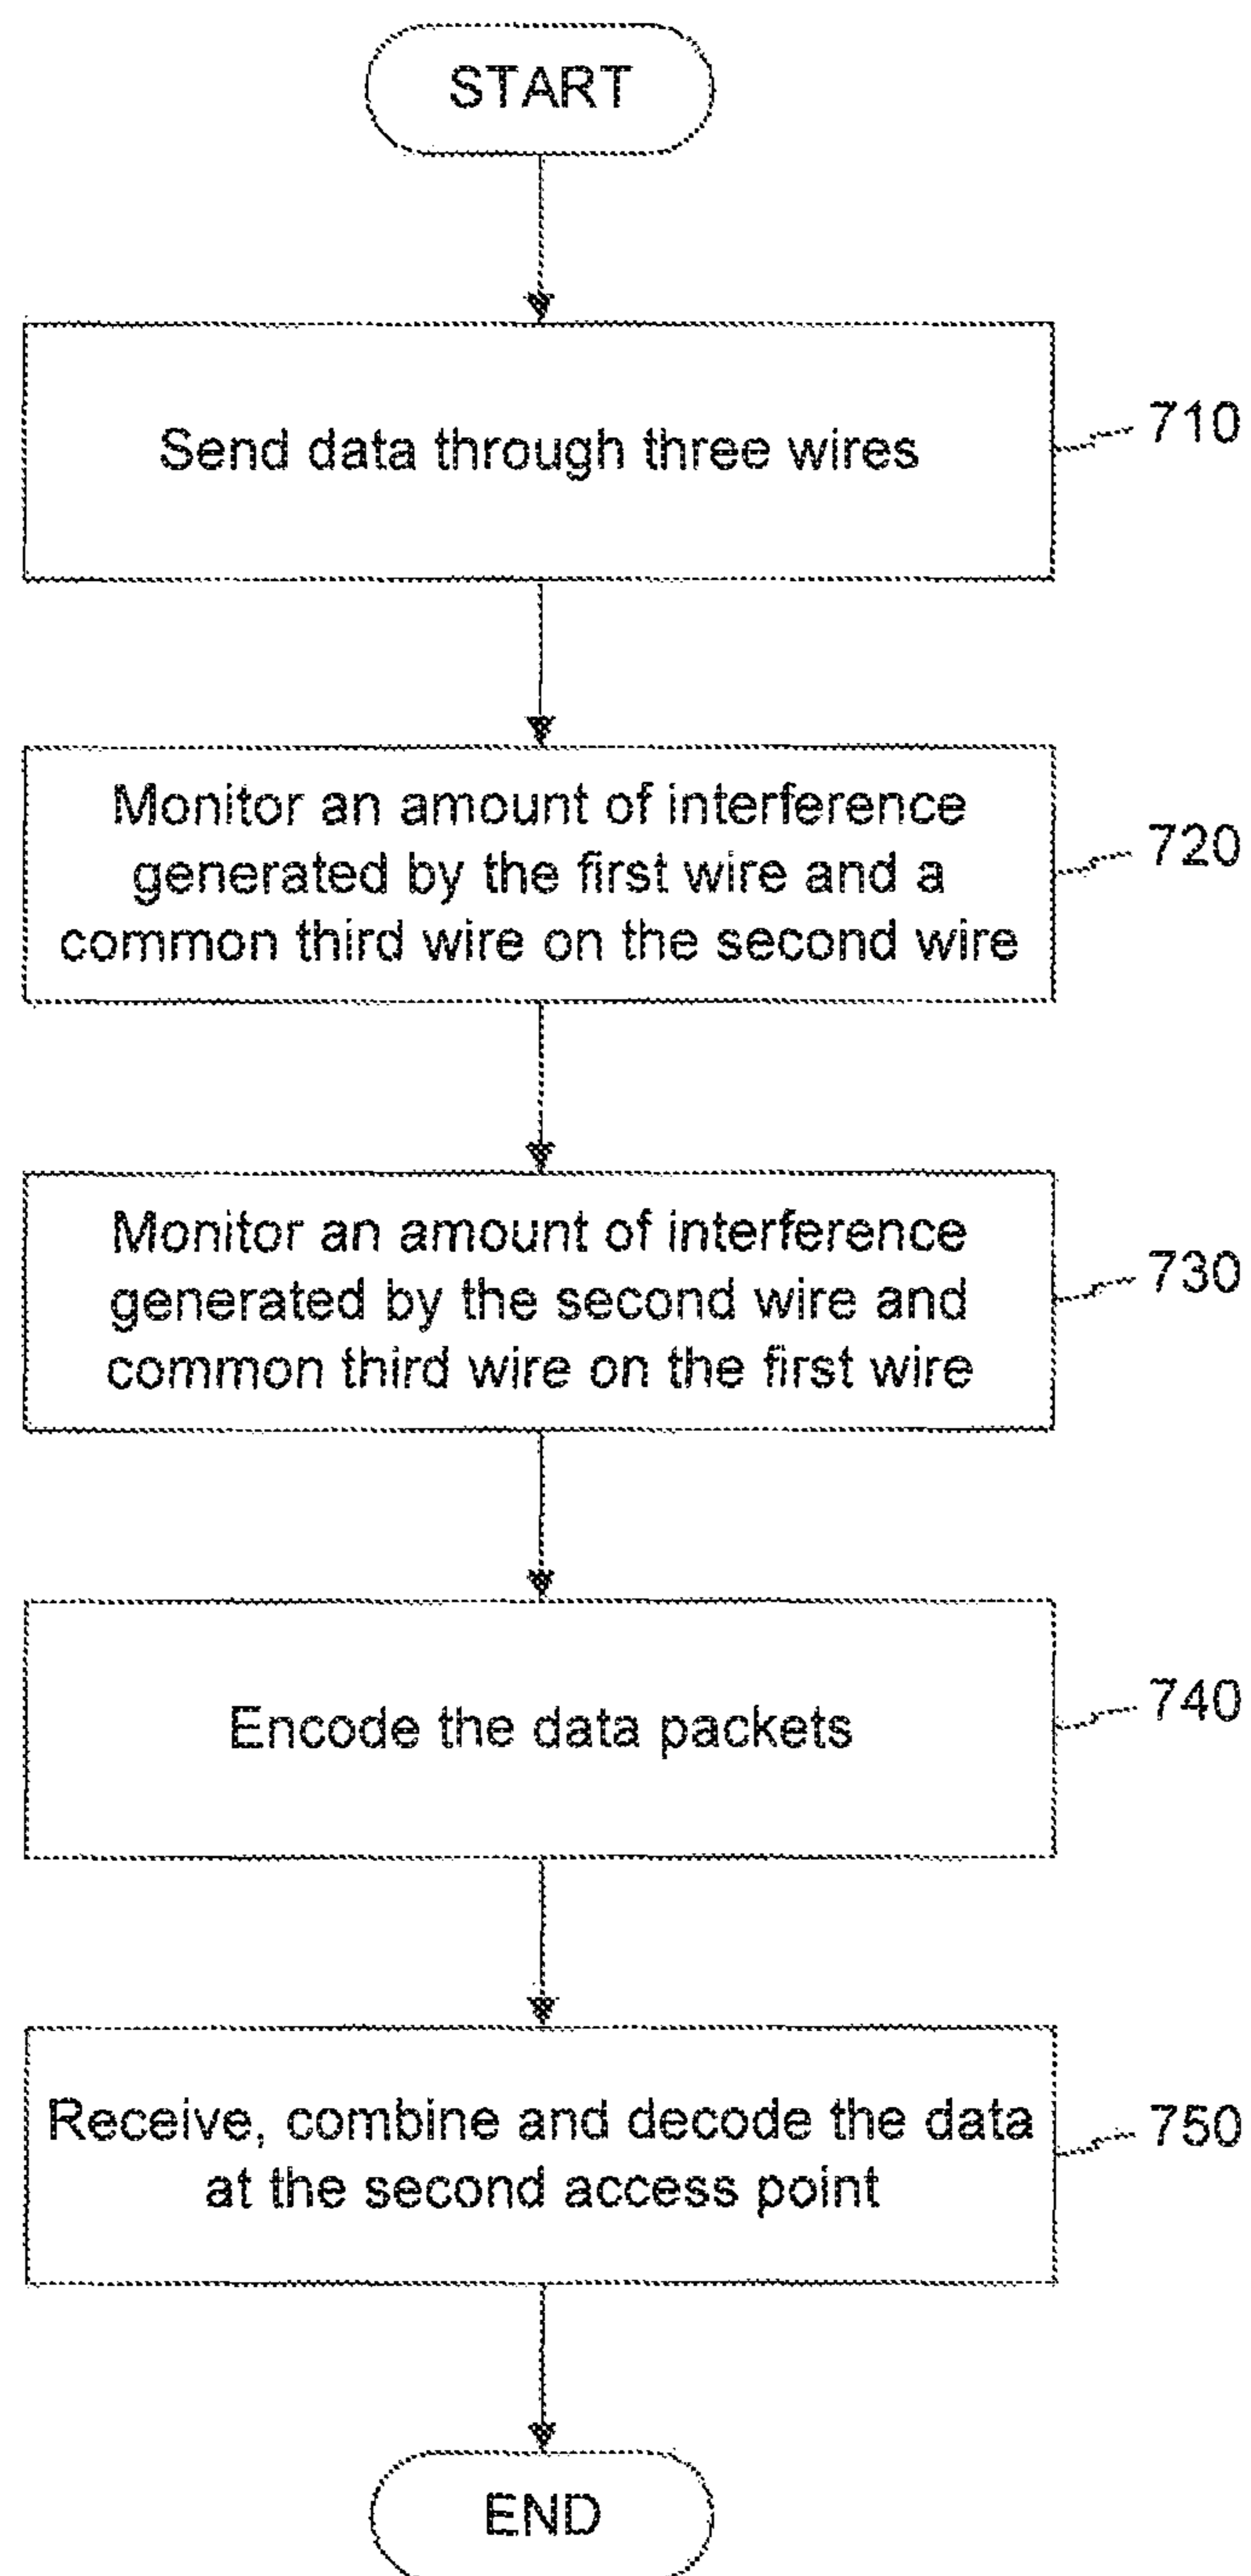 START
Send data through three wires
710
Monitor an amount of interference
generated by the first wire and a
common third wire on the second wire
720
Monitor an amount of interference
generated by the second wire and
common third wire on the first wire
730
Encode the data packets
740
Receive, combine and decode the data
at the second access point
750
END